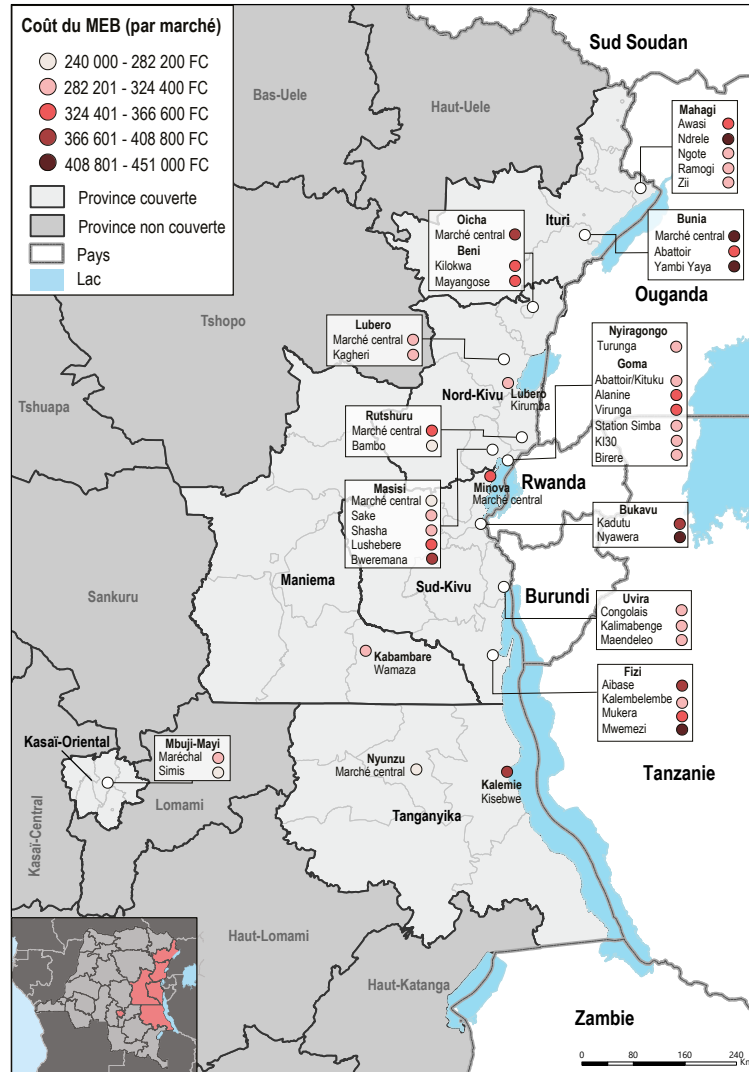 Coût du MEB (par marché)
240 000 - 282 200 FC
282 201 - 324 400 FC
324 401 - 366 600 FC
366 601 - 408 800 FC
408 801 - 451 000 FC
Province couverte
Province non couverte
Pays
Lac
Sud Soudan
Bas-Uele
Haut-Uele
Mahagi
Awasi
Ndrele
Ngote
Ramogi
Zii
Ituri
Oicha
Marché central
Beni
Kilokwa
Mayangose
Bunia
Marché central
Abattoir
Yambi Yaya
Ouganda
Tshopo
Lubero
Marché central
Kagheri
Nyiragongo
Turunga
Goma
Abattoir/Kituku
Alanine
Virunga
Station Simba
KI30
Birere
Tshuapa
Nord-Kivu
Lubero
Kirumba
Rutshuru
Marché central
Bambo
Rwanda
Minova
Marché central
Masisi
Marché central
Sake
Shasha
Lushebere
Bweremana
Bukavu
Kadutu
Nyawera
Maniema
Sud-Kivu
Burundi
Sankuru
Uvira
Congolais
Kalimabenge
Maendeleo
Kabambare
Wamaza
Fizi
Aibase
Kalembelembe
Mukera
Mwemezi
Kasaï-Oriental
Mbuji-Mayi
Maréchal
Simis
Nyunzu
Marché central
Kalemie
Kisebwe
Tanzanie
Kasaï-Central
Lomami
Tanganyika
Haut-Lomami
Haut-Katanga
Zambie
0 80 160 240
Km